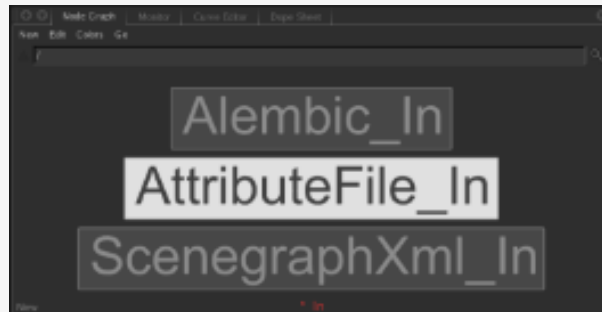 Node Graph Monitor Curve Editor Dope Sheet
New Edit Colors Go
/
Alembic_In
AttributeFile_In
ScenegraphXml_In
New * In